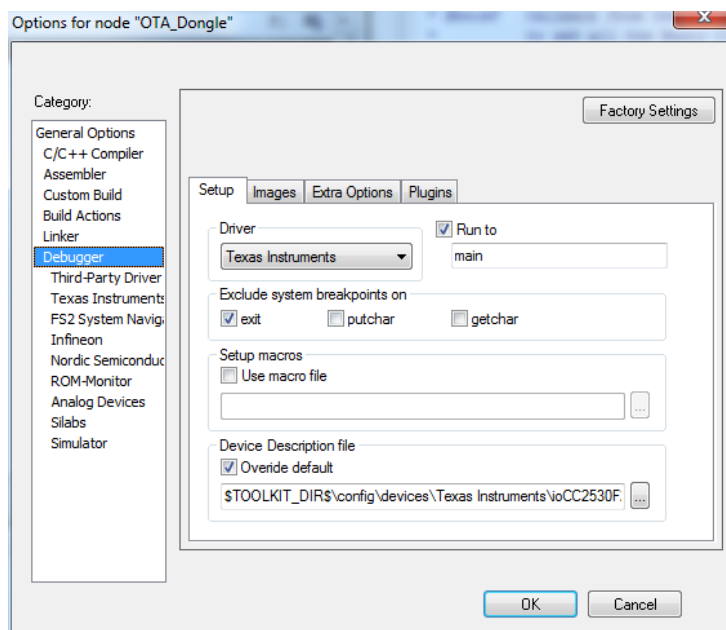 Options for node "OTA_Dongle"
Category:
Factory Settings
General Options
C/C++ Compiler
Assembler
Custom Build
Build Actions
Linker
Debugger
Third-Party Driver
Texas Instruments
FS2 System Naviga
Infineon
Nordic Semiconduc
ROM-Monitor
Analog Devices
Silabs
Simulator
Setup Images Extra Options Plugins
Driver
Texas Instruments
Run to
main
Exclude system breakpoints on
exit putchar getchar
Setup macros
Use macro file
...
Device Description file
Overide default
$TOOLKIT_DIR$\config\devices\Texas Instruments\ioCC2530F
...
OK Cancel